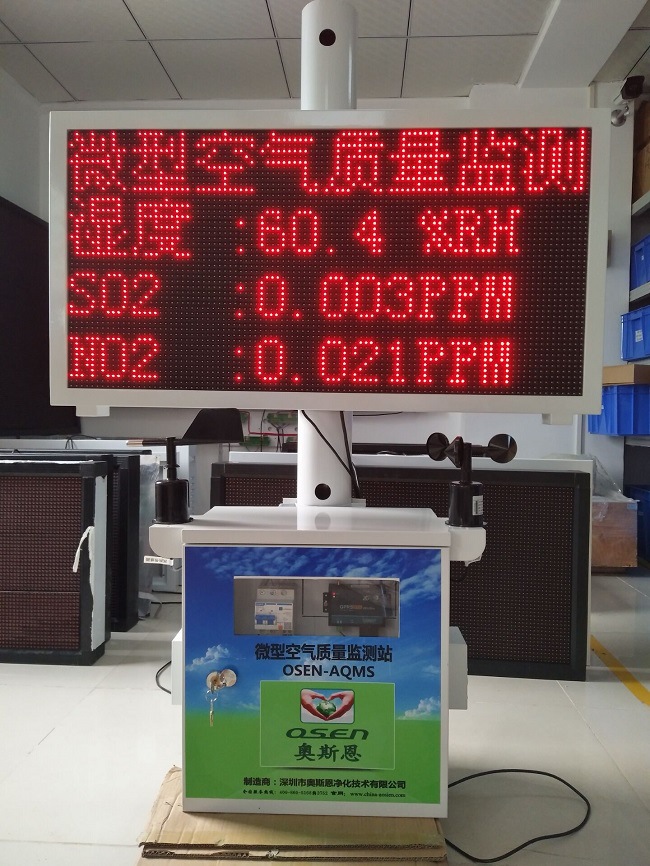 微型空气质量监测
湿度 :60.4 %RH
SO2 :0.003PPM
NO2 :0.021PPM
微型空气质量监测站
OSEN-AQMS
OSEN
奥斯恩
制造商：深圳市奥斯恩净化技术有限公司